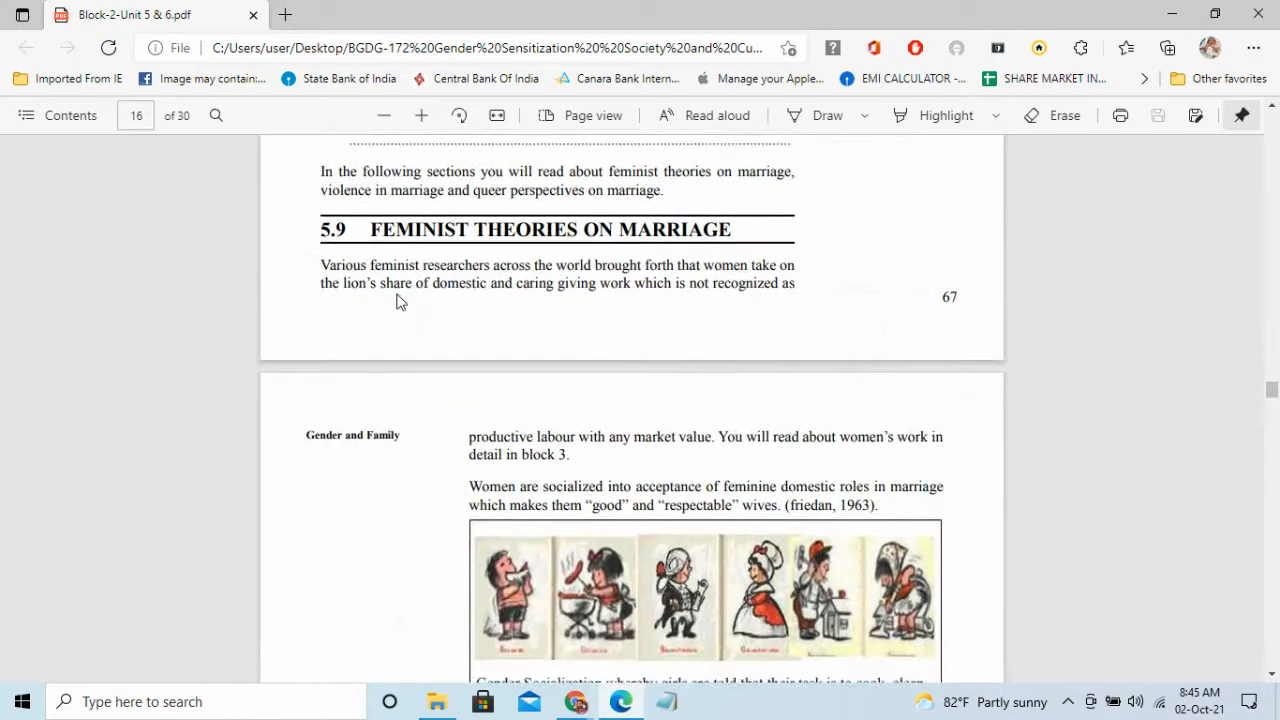 Block-2-Unit 5 & 6.pdf
File
C:/Users/user/Desktop/BGDG-172%20Gender%20Sensitization%20%20Society%20and%20Cu...
Imported From IE
Image may contain:...
State Bank of India
Central Bank Of India
Canara Bank Intern...
Manage your Apple...
EMI CALCULATOR -...
SHARE MARKET IN...
Other favorites
Contents
16 of 30
Page view
Read aloud
Draw
Highlight
Erase
In the following sections you will read about feminist theories on marriage,
violence in marriage and queer perspectives on marriage.
5.9 FEMINIST THEORIES ON MARRIAGE
Various feminist researchers across the world brought forth that women take on
the lion's share of domestic and caring giving work which is not recognized as
67
Gender and Family
productive labour with any market value. You will read about women's work in
detail in block 3.
Women are socialized into acceptance of feminine domestic roles in marriage
which makes them “good” and “respectable” wives. (friedan, 1963).
Gender Socialization whereby girls are told that their task is to cook, clean
Type here to search
82°F Partly sunny
8:45 AM
02-Oct-21